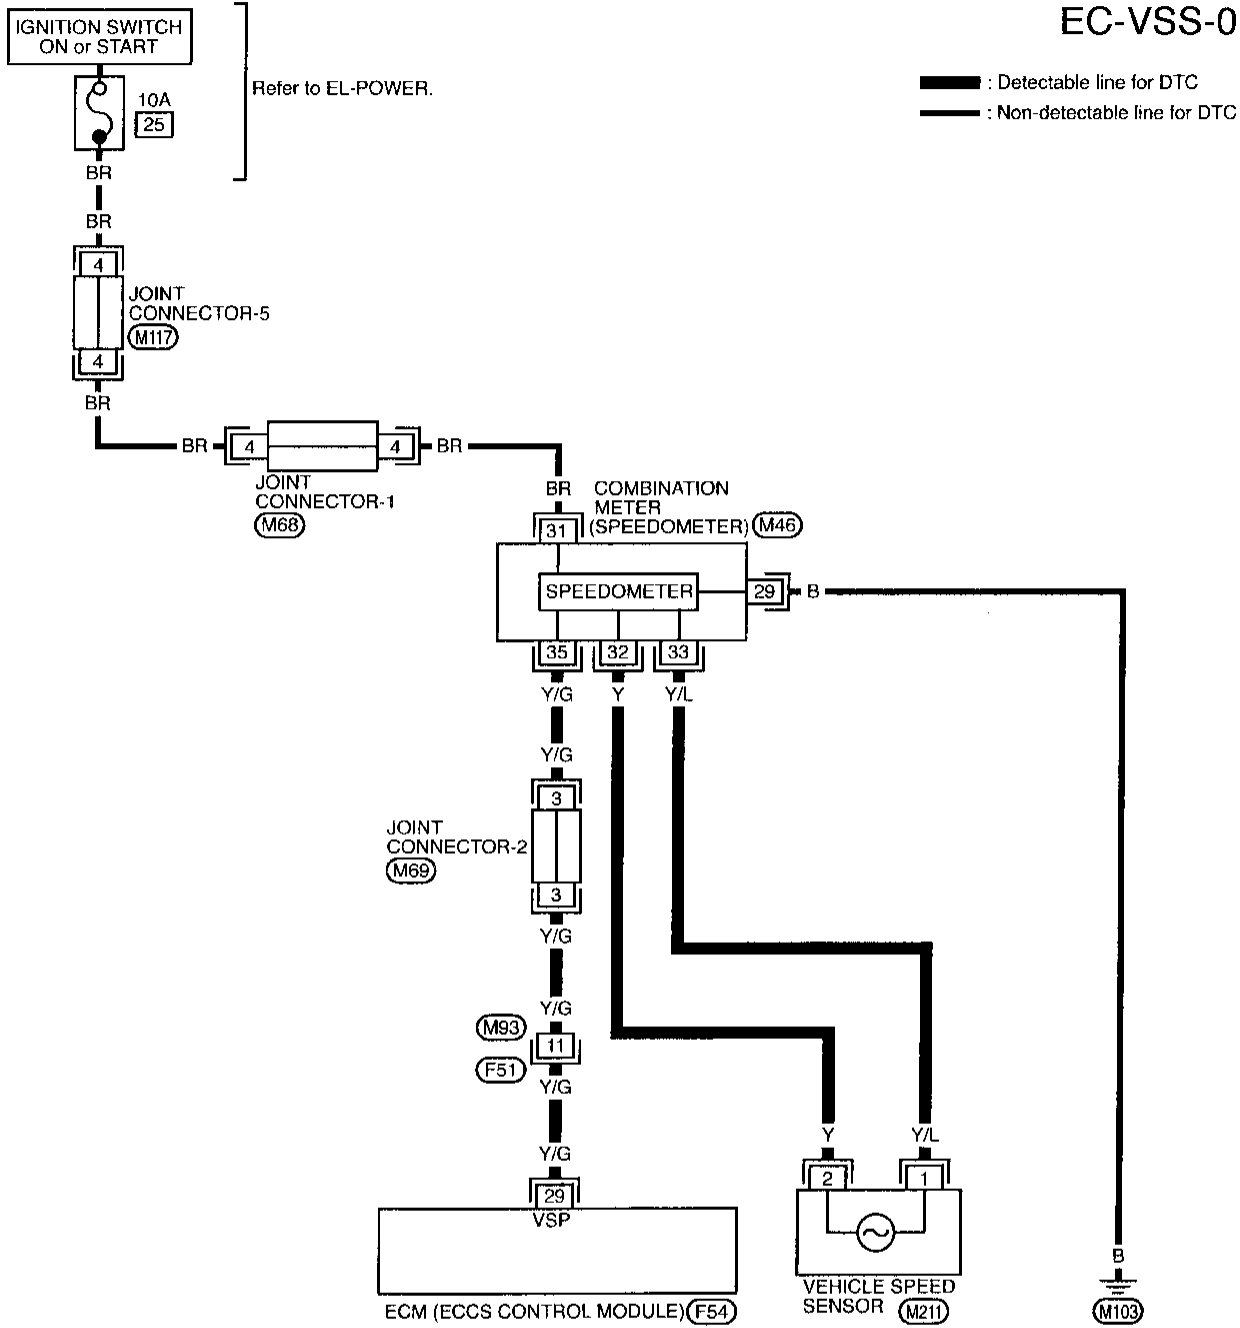 EC-VSS-0
IGNITION SWITCH
ON or START
Refer to EL-POWER.
: Detectable line for DTC
: Non-detectable line for DTC
10A
25
BR
BR
4
JOINT
CONNECTOR-5
M117
4
BR
BR
4
4
BR
JOINT
CONNECTOR-1
M68
BR
COMBINATION
METER
(SPEEDOMETER)
M46
31
SPEEDOMETER
29
B
35
32
33
Y/G
Y
Y/L
Y/G
3
JOINT
CONNECTOR-2
M69
3
Y/G
Y/G
M93
11
F51
Y/G
Y/G
Y
Y/L
29
VSP
2
1
B
ECM (ECCS CONTROL MODULE)
F54
VEHICLE SPEED
SENSOR
M211
M103